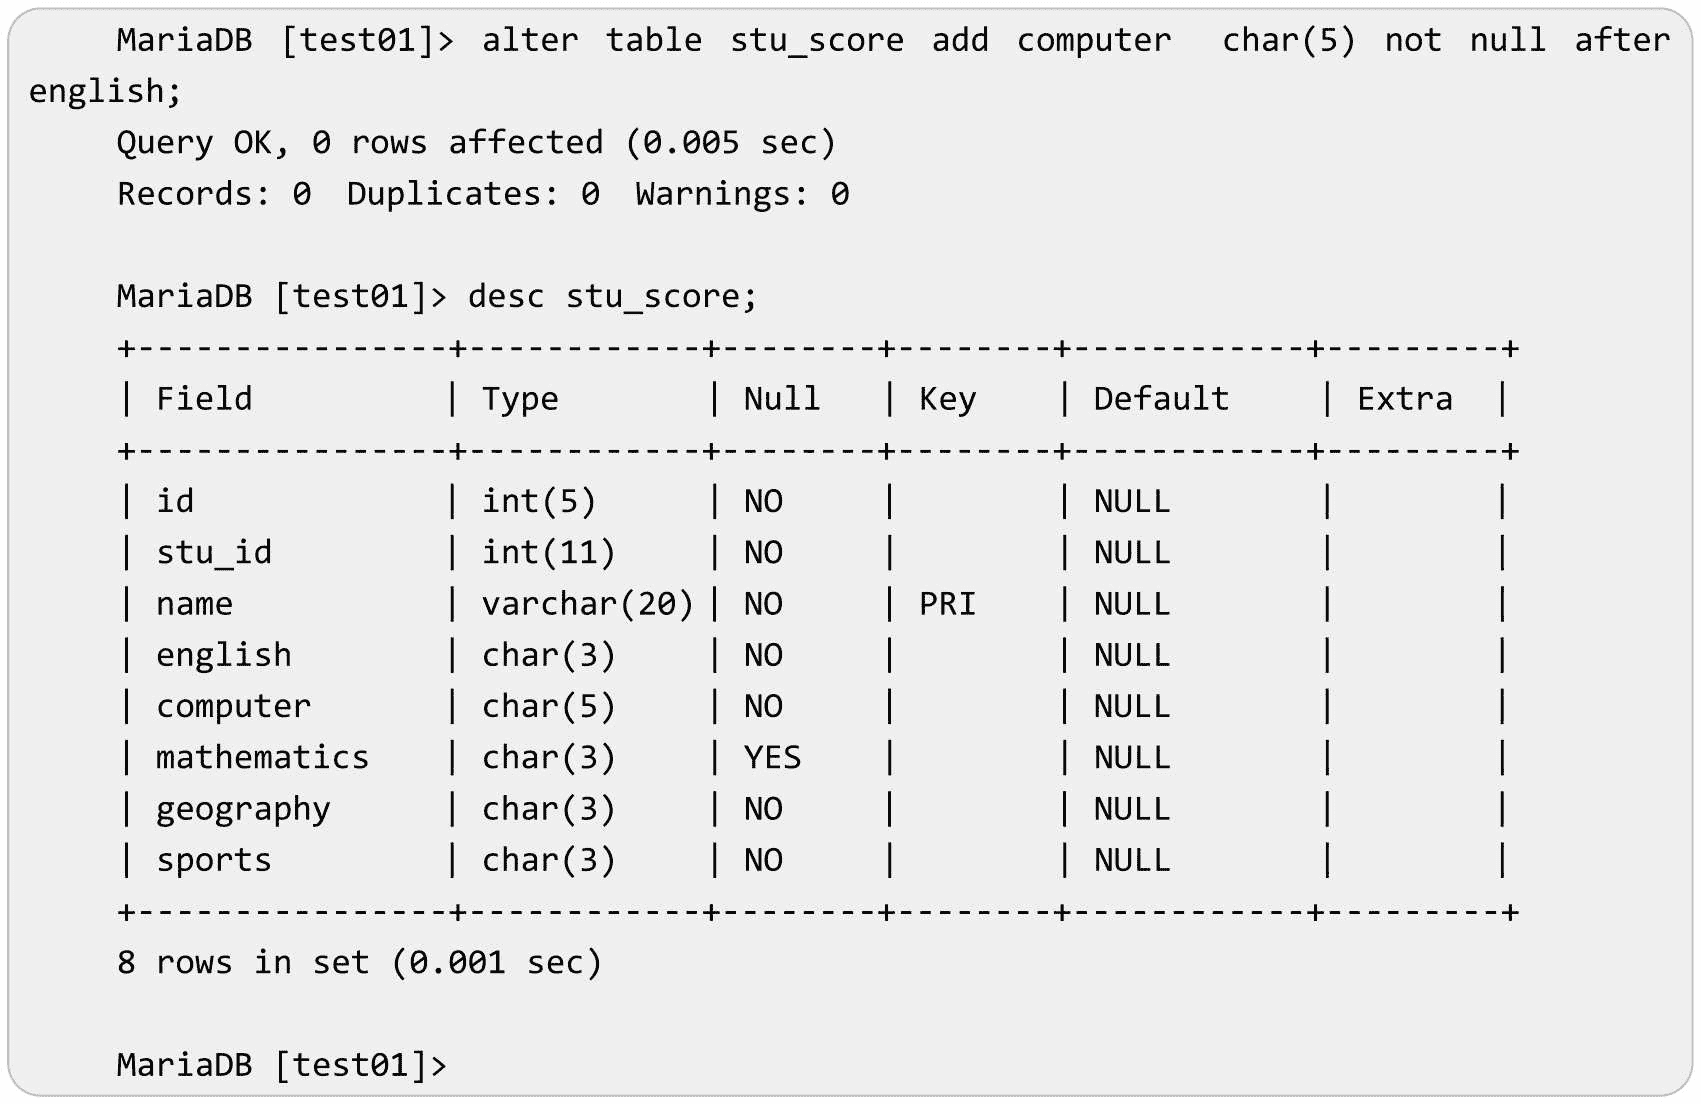 MariaDB [test01]> alter table stu_score add computer  char(5) not null after
english;
Query OK, 0 rows affected (0.005 sec)
Records: 0  Duplicates: 0  Warnings: 0

MariaDB [test01]> desc stu_score;
+----------------+------------+--------+--------+------------+---------+
| Field          | Type       | Null   | Key    | Default    | Extra   |
+----------------+------------+--------+--------+------------+---------+
| id             | int(5)     | NO     |        | NULL       |         |
| stu_id         | int(11)    | NO     |        | NULL       |         |
| name           | varchar(20) | NO     | PRI    | NULL       |         |
| english        | char(3)    | NO     |        | NULL       |         |
| computer       | char(5)    | NO     |        | NULL       |         |
| mathematics    | char(3)    | YES    |        | NULL       |         |
| geography      | char(3)    | NO     |        | NULL       |         |
| sports         | char(3)    | NO     |        | NULL       |         |
+----------------+------------+--------+--------+------------+---------+
8 rows in set (0.001 sec)

MariaDB [test01]>